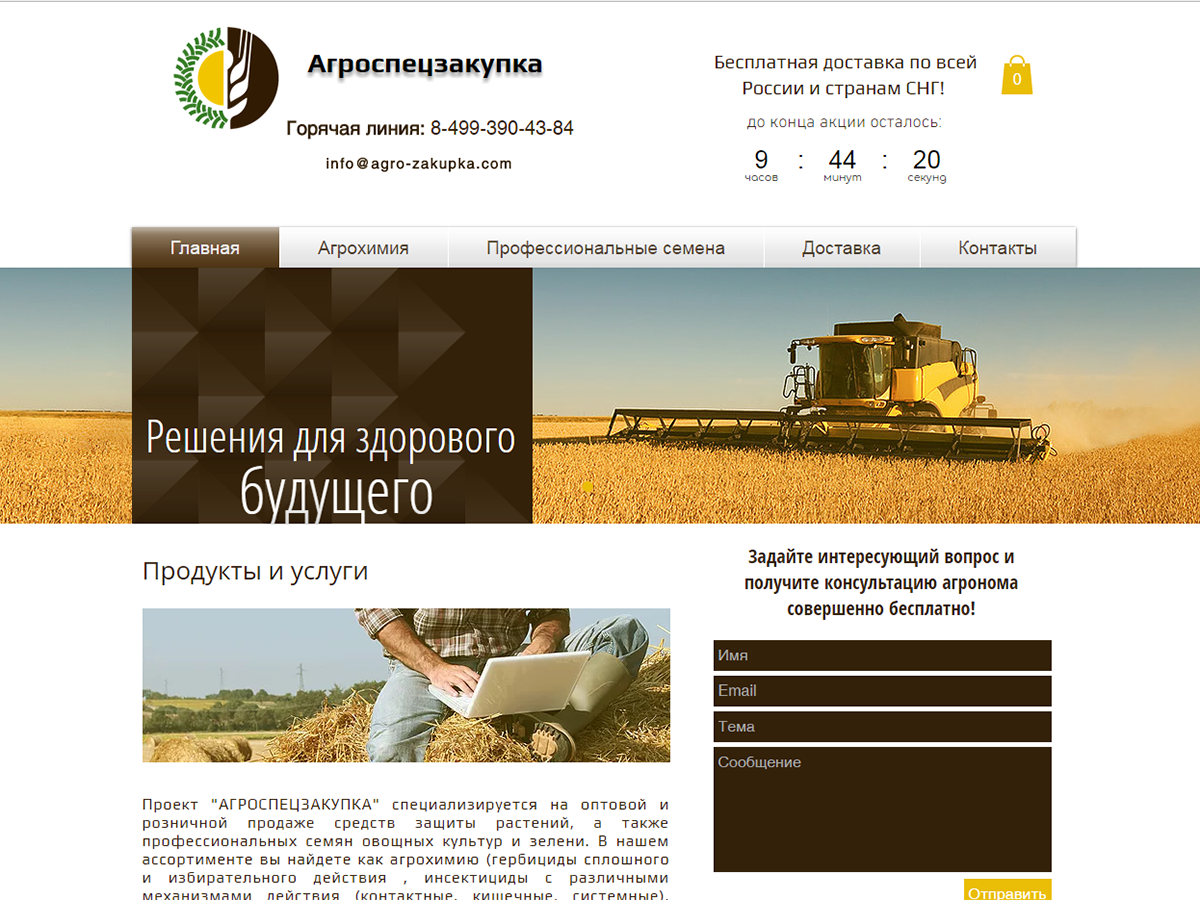 Агроспецзакупка
Горячая линия: 8-499-390-43-84
info@agro-zakupka.com
Бесплатная доставка по всей
России и странам СНГ!
до конца акции осталось:
9 : 44 : 20
часов минут секунд
0
Главная Агрохимия Профессиональные семена Доставка Контакты
Решения для здорового
будущего
Продукты и услуги
Проект "АГРОСПЕЦЗАКУПКА" специализируется на оптовой и
розничной продаже средств защиты растений, а также
профессиональных семян овощных культур и зелени. В нашем
ассортименте вы найдете как агрохимию (гербициды сплошного
и избирательного действия , инсектициды с различными
механизмами действия (контактные, кишечные, системные),
Задайте интересующий вопрос и
получите консультацию агронома
совершенно бесплатно!
Имя
Email
Тема
Сообщение
Отправить